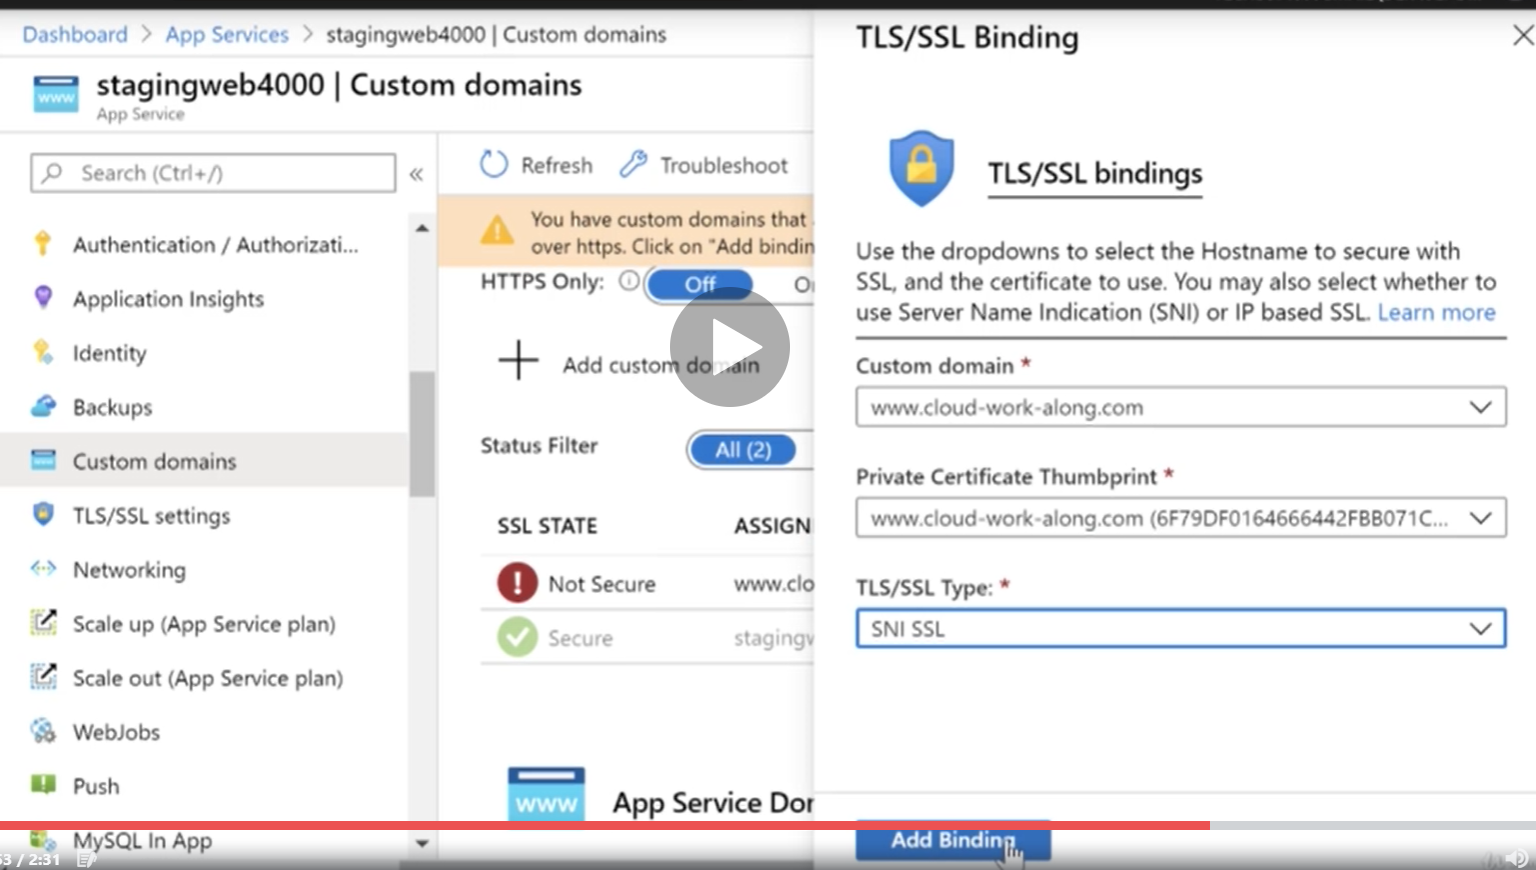 Dashboard > App Services > stagingweb4000 | Custom domains
www
stagingweb4000 | Custom domains
App Service
Search (Ctrl+/)
«
Authentication / Authorizati...
Application Insights
Identity
Backups
Custom domains
TLS/SSL settings
Networking
Scale up (App Service plan)
Scale out (App Service plan)
WebJobs
Push
MySQL In App
2:31
Refresh
Troubleshoot
You have custom domains that
over https. Click on "Add bindin
HTTPS Only:
Off
Add custom domain
Status Filter
All (2)
SSL STATE
ASSIGN
Not Secure
www.clo
Secure
stagingw
www
App Service Dor
TLS/SSL Binding
TLS/SSL bindings
Use the dropdowns to select the Hostname to secure with
SSL, and the certificate to use. You may also select whether to
use Server Name Indication (SNI) or IP based SSL. Learn more
Custom domain *
www.cloud-work-along.com
Private Certificate Thumbprint *
www.cloud-work-along.com (6F79DF0164666442FBB071C...
TLS/SSL Type: *
SNI SSL
Add Binding